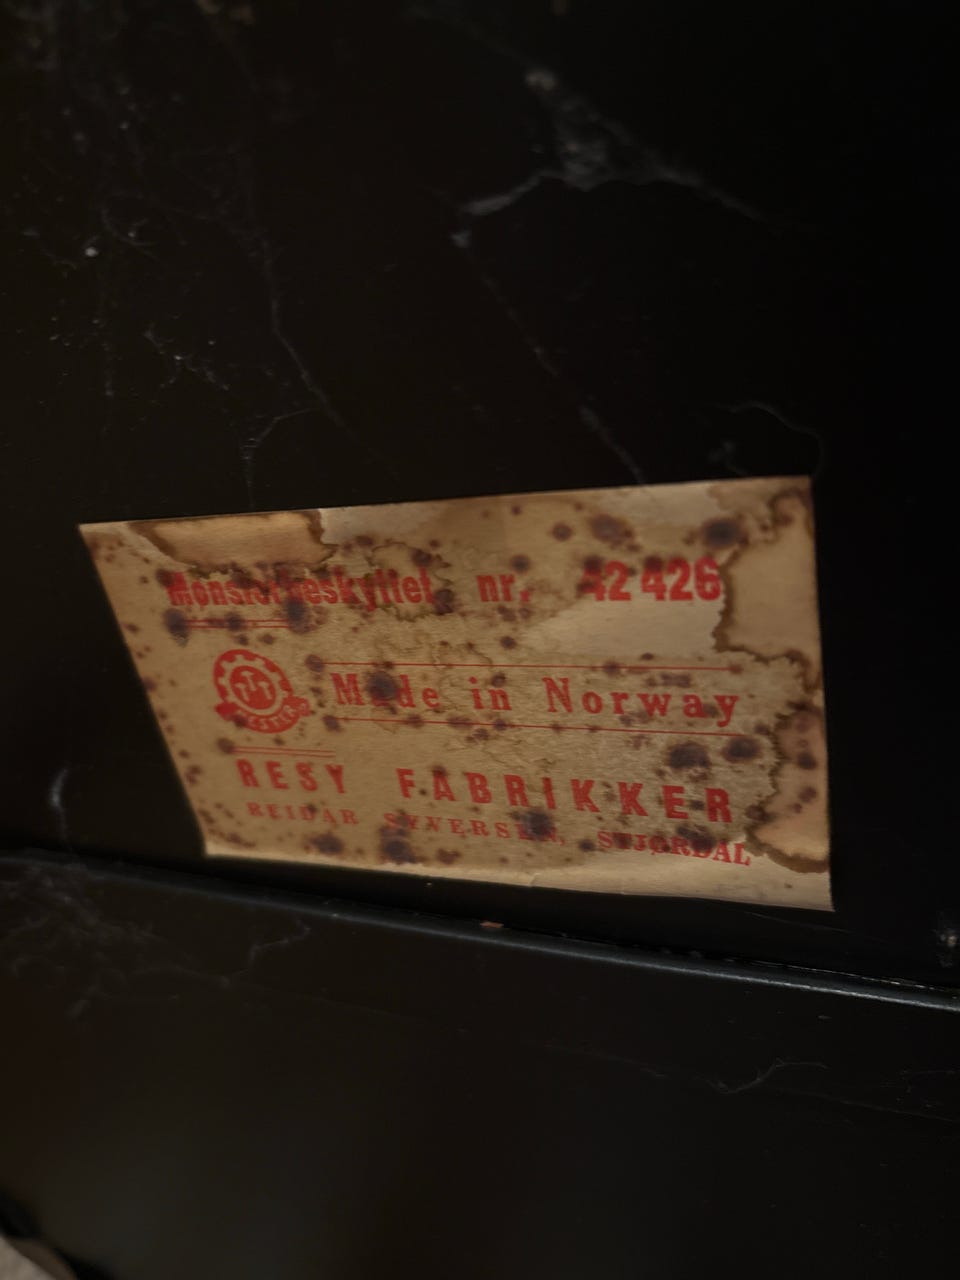 Mønsterbeskyttet nr. 42 426
Made in Norway
RESY FABRIKKER
REIDAR SYVERSEN, STJØRDAL